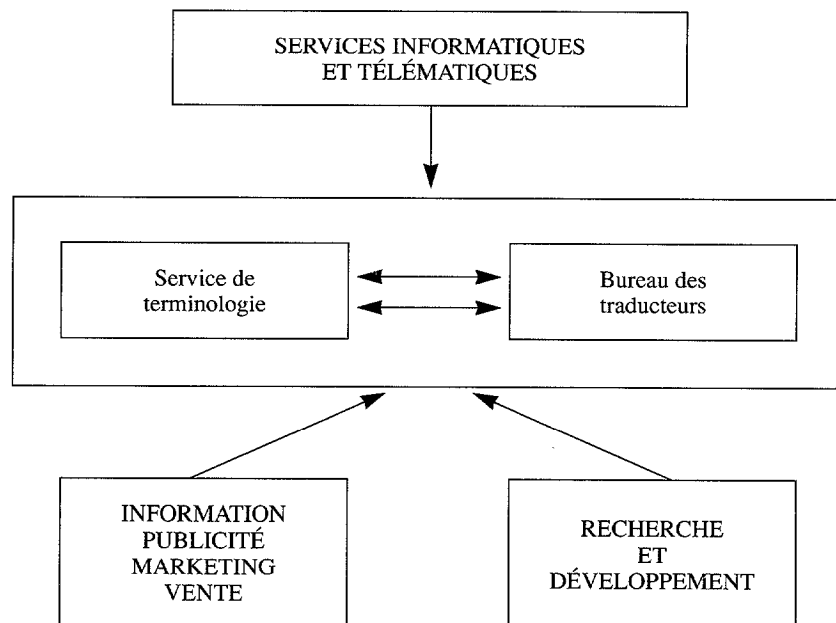 SERVICES INFORMATIQUES
ET TÉLÉMATIQUES
Service de
terminologie
Bureau des
traducteurs
INFORMATION
PUBLICITÉ
MARKETING
VENTE
RECHERCHE
ET
DÉVELOPPEMENT